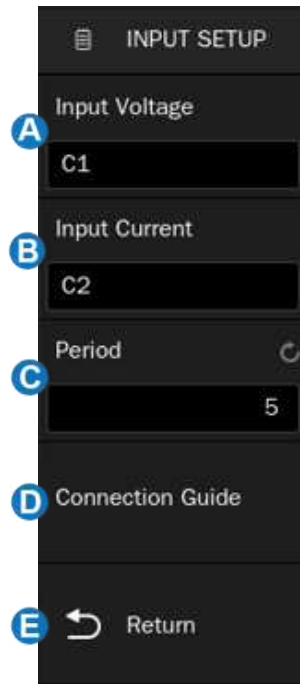 INPUT SETUP
Input Voltage
A
C1
Input Current
B
C2
Period
C
5
D Connection Guide
E Return